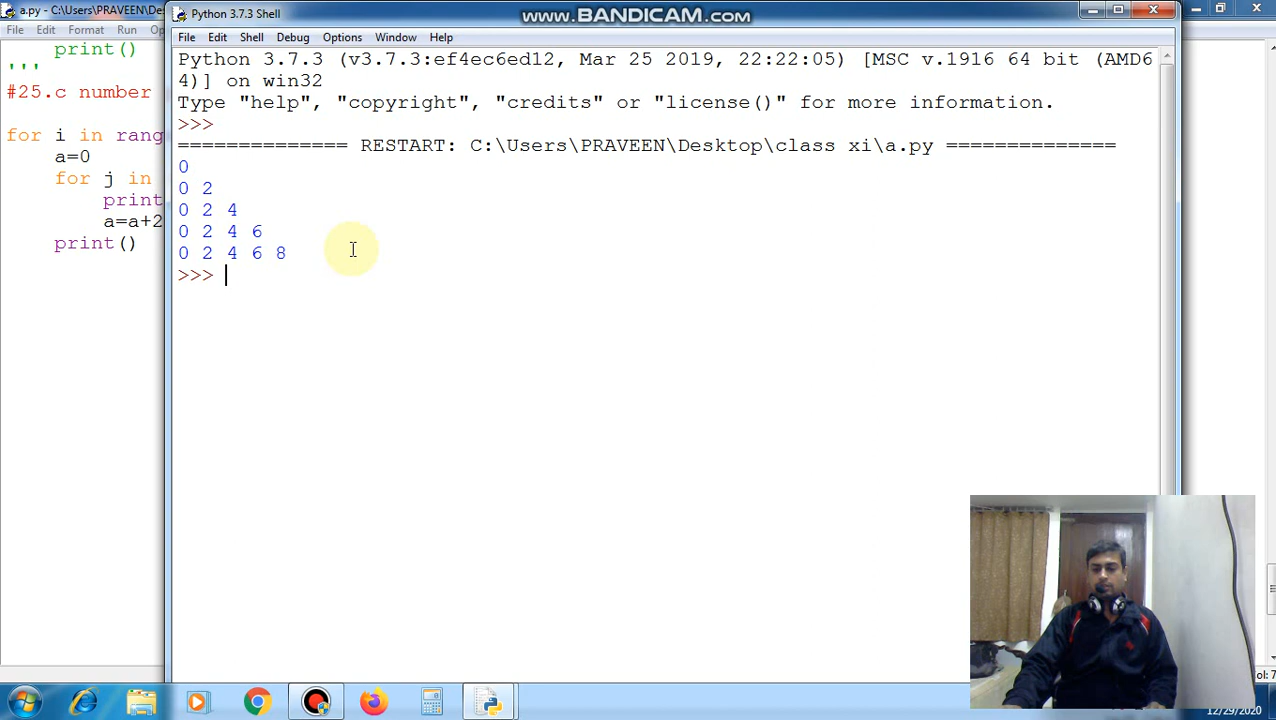 a.py - C:\Users\PRAVEEN\De
Python 3.7.3 Shell
www.BANDICAM.com
File Edit Format Run Op
File Edit Shell Debug Options Window Help
print()
'''
#25.c number
for i in rang
a=0
for j in
print
a=a+2
print()
Python 3.7.3 (v3.7.3:ef4ec6ed12, Mar 25 2019, 22:22:05) [MSC v.1916 64 bit (AMD6
4)] on win32
Type "help", "copyright", "credits" or "license()" for more information.
>>>
============== RESTART: C:\Users\PRAVEEN\Desktop\class xi\a.py ==============
0
0 2
0 2 4
0 2 4 6
0 2 4 6 8
>>>
ol: 7
12/29/2020